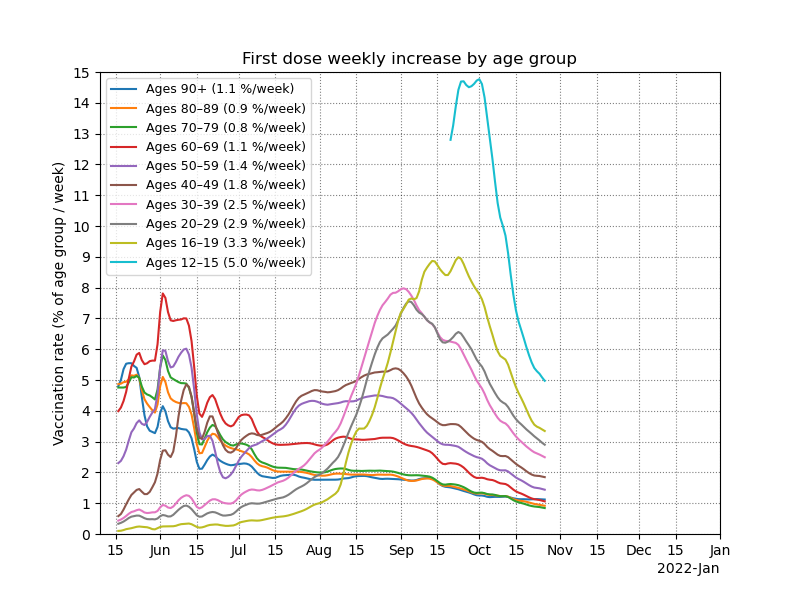 First dose weekly increase by age group
Vaccination rate (% of age group / week)
15
14
13
12
11
10
9
8
7
6
5
4
3
2
1
0
Ages 90+ (1.1 %/week)
Ages 80–89 (0.9 %/week)
Ages 70–79 (0.8 %/week)
Ages 60–69 (1.1 %/week)
Ages 50–59 (1.4 %/week)
Ages 40–49 (1.8 %/week)
Ages 30–39 (2.5 %/week)
Ages 20–29 (2.9 %/week)
Ages 16–19 (3.3 %/week)
Ages 12–15 (5.0 %/week)
15 Jun 15 Jul 15 Aug 15 Sep 15 Oct 15 Nov 15 Dec 15 Jan
2022-Jan